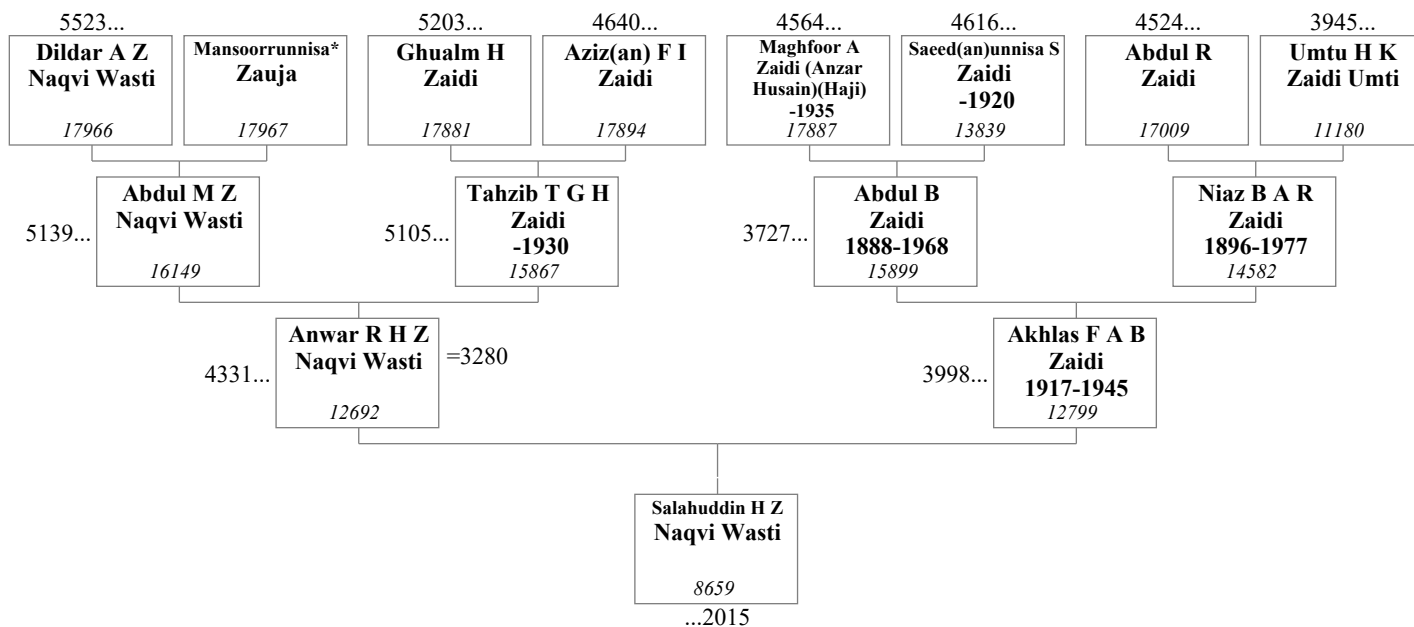 5523...
5203...
4640...
4564...
4616...
4524...
3945...
Dildar A Z
Naqvi Wasti
17966
Mansoorrunnisa*
Zauja
17967
Ghualm H
Zaidi
17881
Aziz(an) F I
Zaidi
17894
Maghfoor A
Zaidi (Anzar
Husain)(Haji)
-1935
17887
Saeed(an)unnisa S
Zaidi
-1920
13839
Abdul R
Zaidi
17009
Umtu H K
Zaidi Umti
11180
5139...
Abdul M Z
Naqvi Wasti
16149
5105...
Tahzib T G H
Zaidi
-1930
15867
3727...
Abdul B
Zaidi
1888-1968
15899
Niaz B A R
Zaidi
1896-1977
14582
4331...
Anwar R H Z
Naqvi Wasti
12692
=3280
3998...
Akhlas F A B
Zaidi
1917-1945
12799
Salahuddin H Z
Naqvi Wasti
8659
...2015